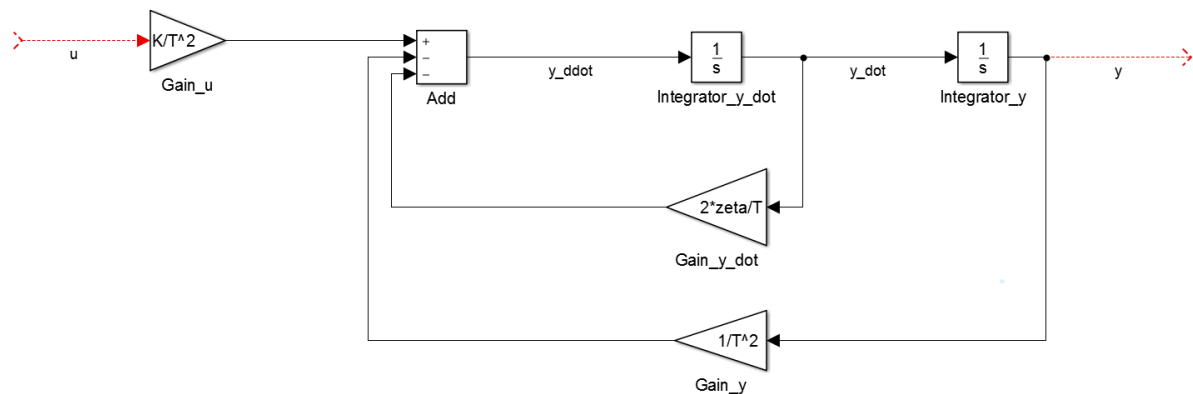 u
K/T^2
Gain_u
+
−
−
Add
y_ddot
1
s
Integrator_y_dot
y_dot
1
s
Integrator_y
y
2*zeta/T
Gain_y_dot
1/T^2
Gain_y